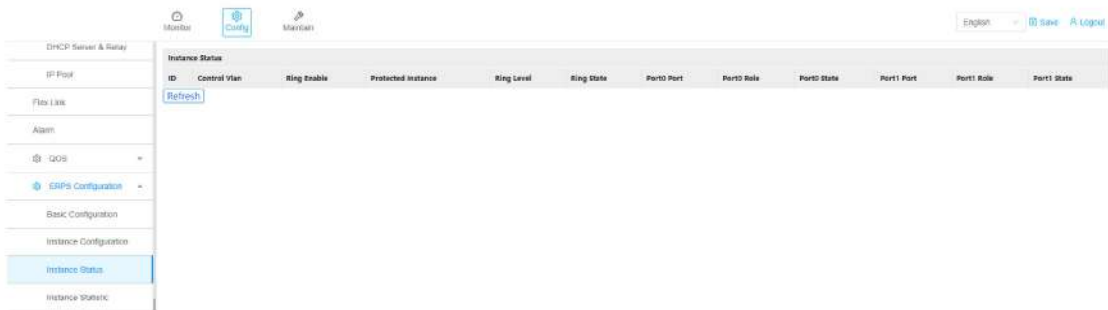 Monitor
Config
Maintain
English
Save
Logout
DHCP Server & Relay
IP Pool
Flex Link
Alarm
QOS
ERPS Configuration
Basic Configuration
Instance Configuration
Instance Status
Instance Statistic
Instance Status
ID Control Vlan Ring Enable Protected Instance Ring Level Ring State Port0 Port Port0 Role Port0 State Port1 Port Port1 Role Port1 State
Refresh